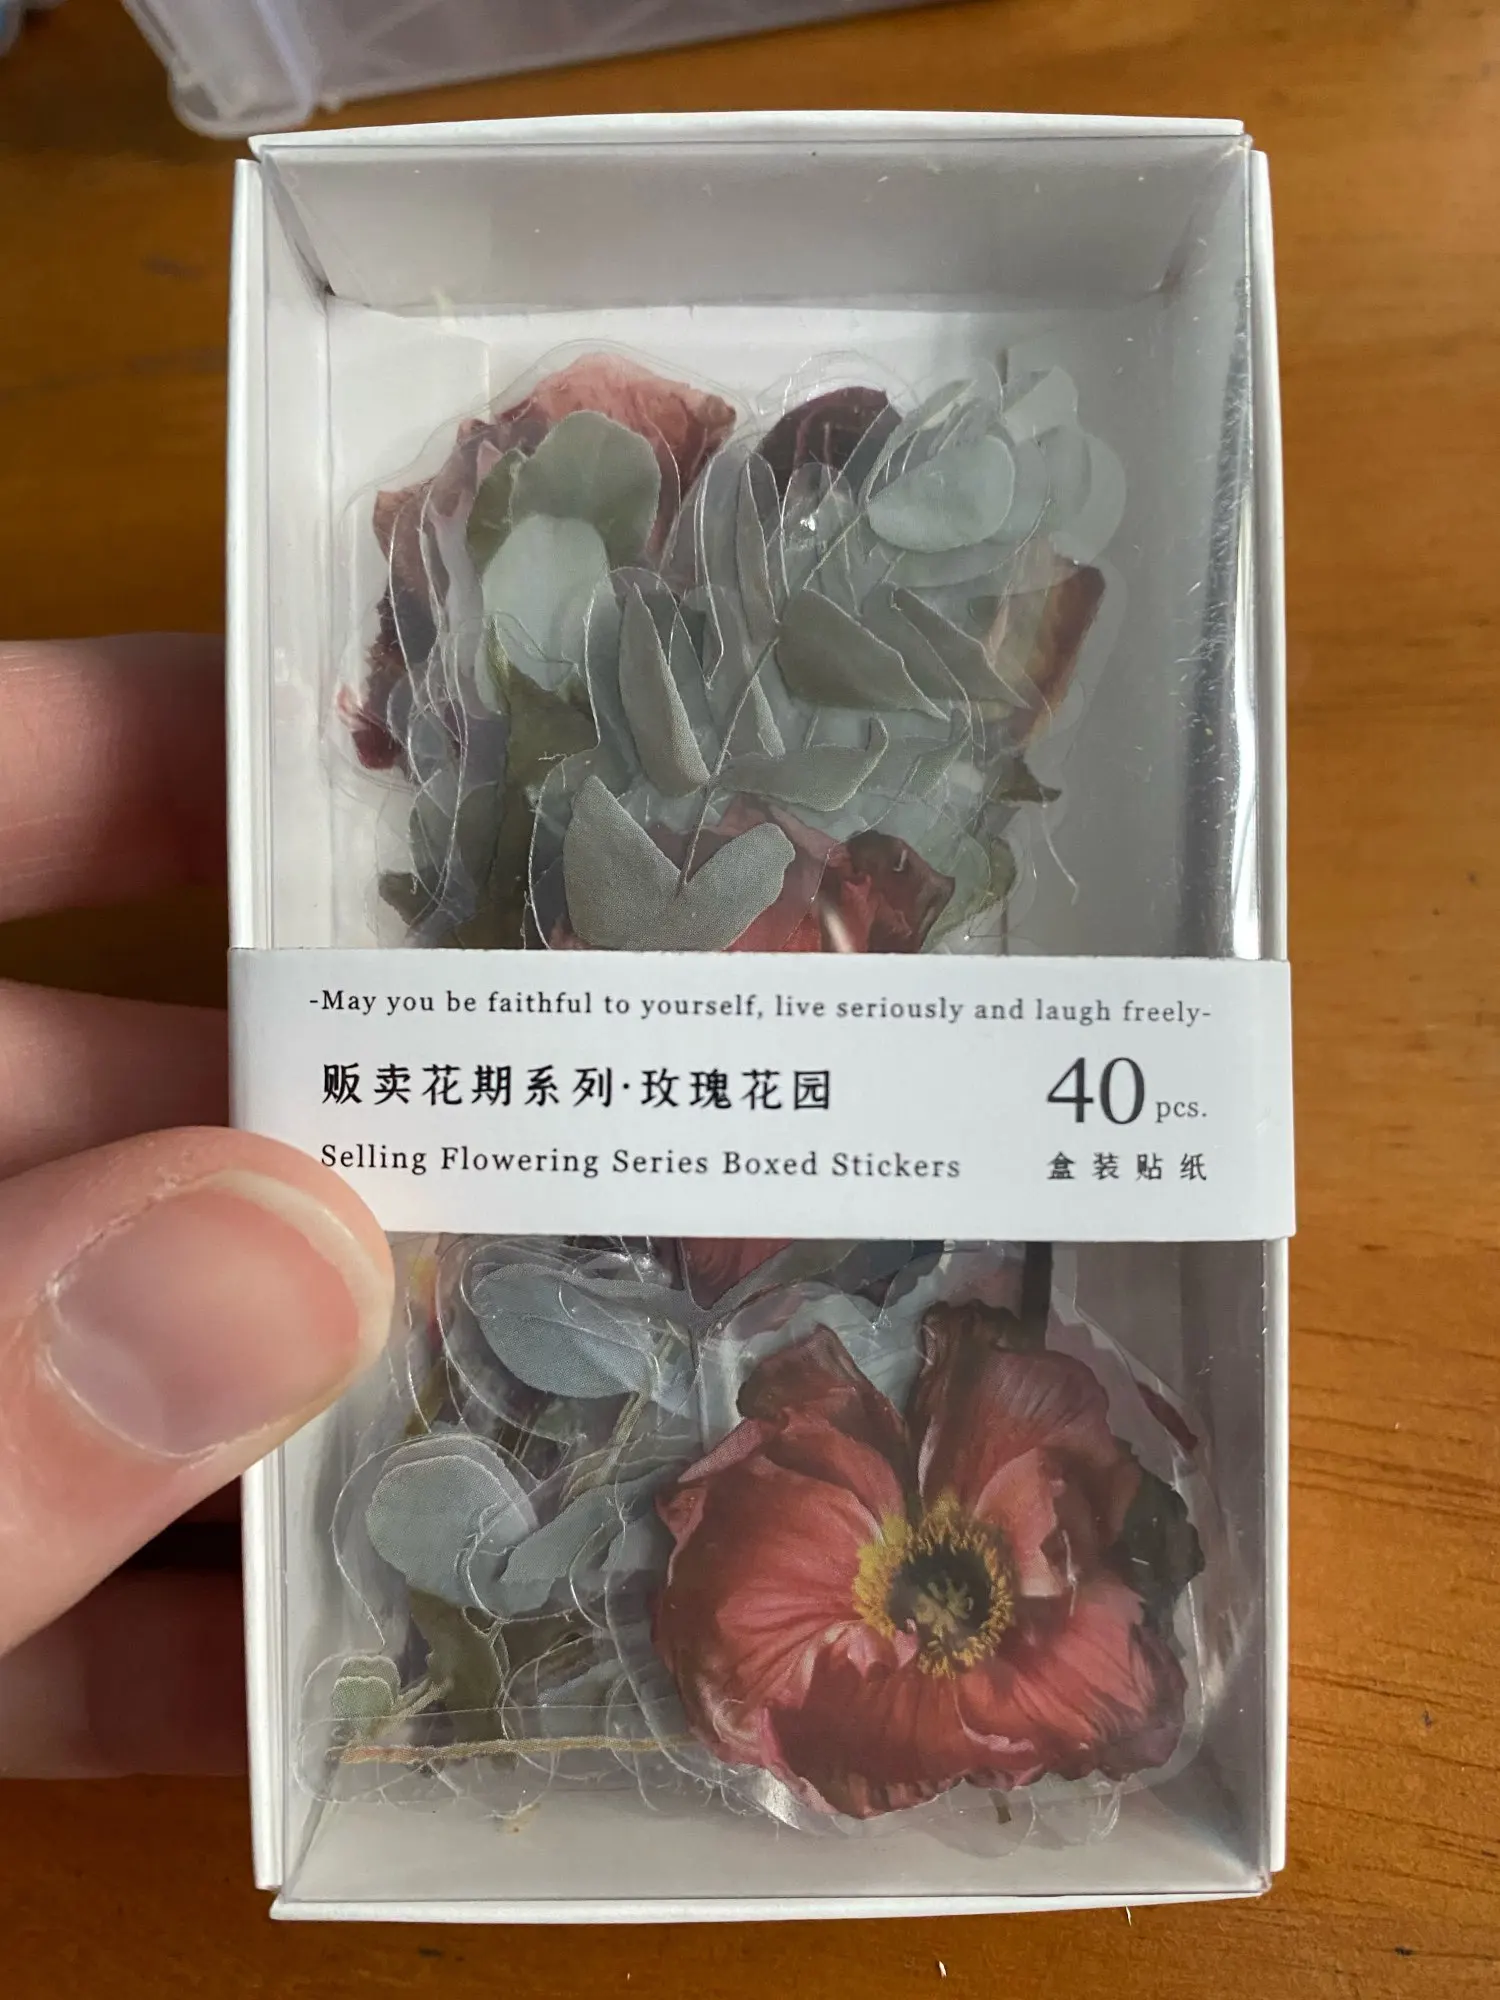 -May you be faithful to yourself, live seriously and laugh freely-
贩卖花期系列·玫瑰花园
Selling Flowering Series Boxed Stickers
40 pcs.
盒装贴纸